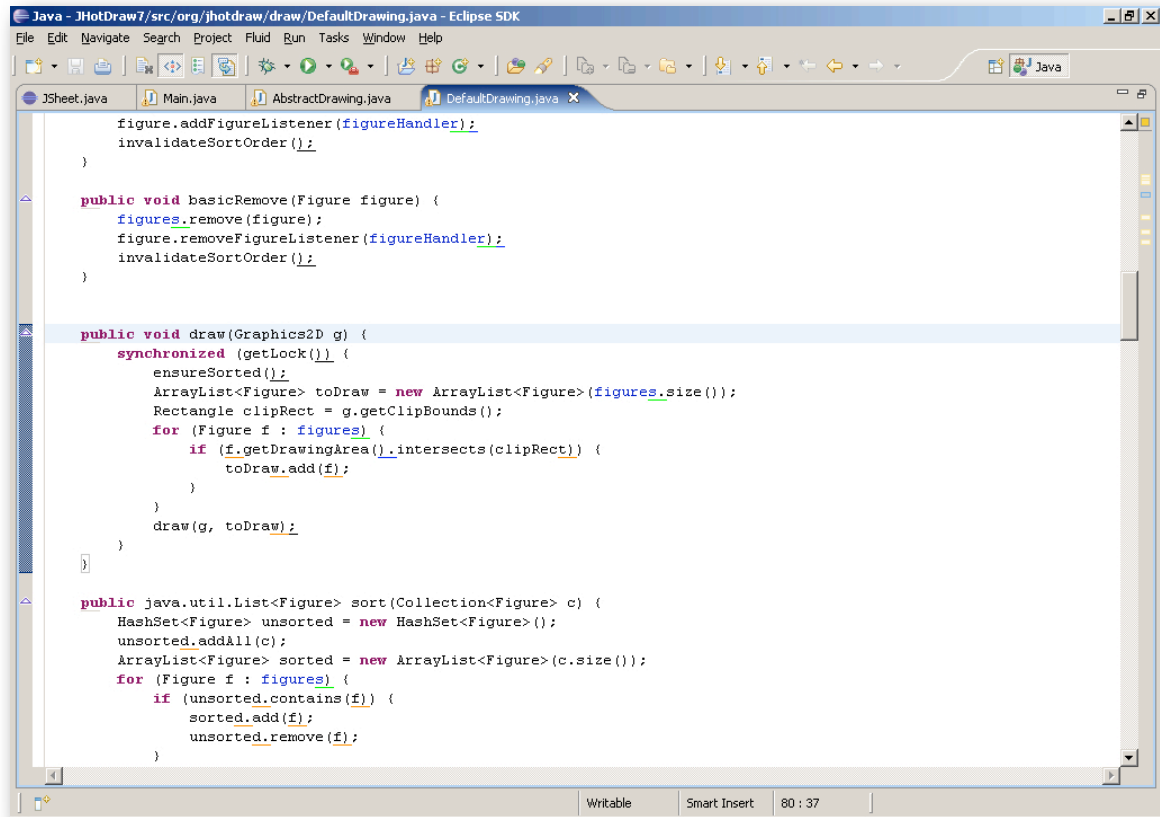 Java - JHotDraw7/src/org/jhotdraw/draw/DefaultDrawing.java - Eclipse SDK
File Edit Navigate Search Project Fluid Run Tasks Window Help
Java
JSheet.java Main.java AbstractDrawing.java DefaultDrawing.java
figure.addFigureListener(figureHandler);
invalidateSortOrder();
}
public void basicRemove(Figure figure) {
figures.remove(figure);
figure.removeFigureListener(figureHandler);
invalidateSortOrder();
}
public void draw(Graphics2D g) {
synchronized (getLock()) {
ensureSorted();
ArrayList<Figure> toDraw = new ArrayList<Figure>(figures.size());
Rectangle clipRect = g.getClipBounds();
for (Figure f : figures) {
if (f.getDrawingArea().intersects(clipRect)) {
toDraw.add(f);
}
}
draw(g, toDraw);
}
}
public java.util.List<Figure> sort(Collection<Figure> c) {
HashSet<Figure> unsorted = new HashSet<Figure>();
unsorted.addAll(c);
ArrayList<Figure> sorted = new ArrayList<Figure>(c.size());
for (Figure f : figures) {
if (unsorted.contains(f)) {
sorted.add(f);
unsorted.remove(f);
}
Writable Smart Insert 80 : 37